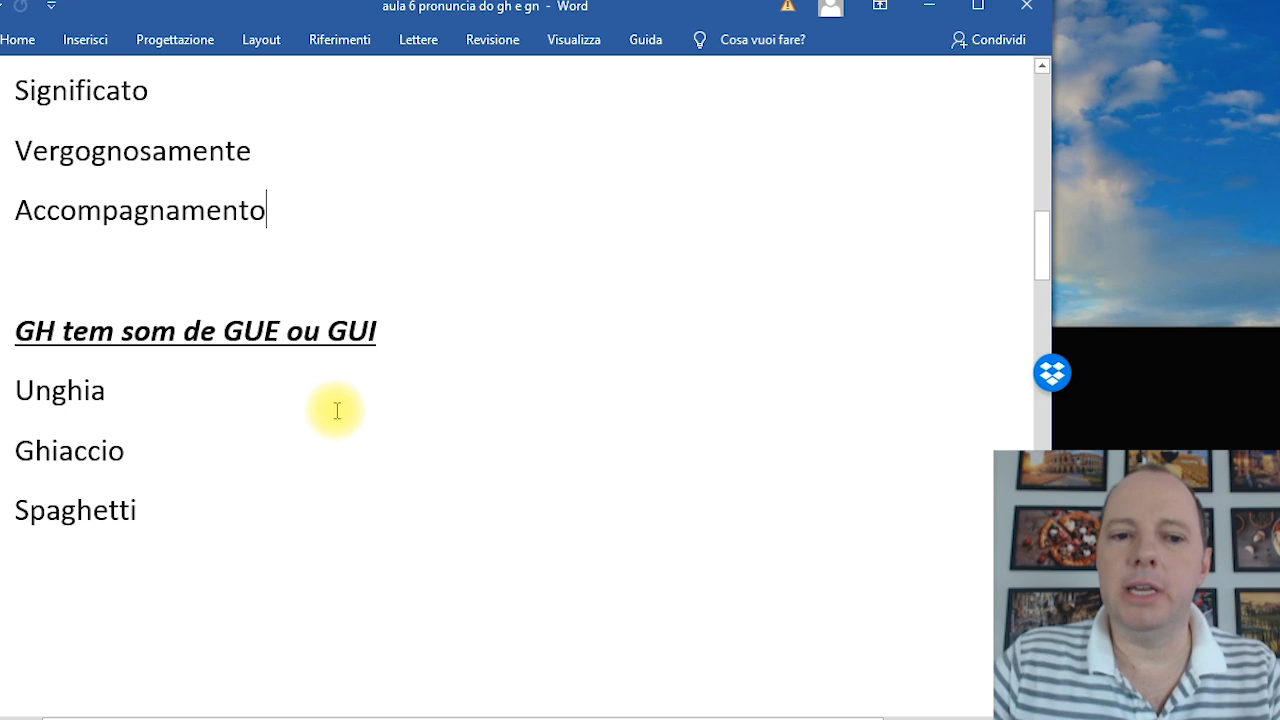 aula 6 pronuncia do gh e gn - Word
Home Inserisci Progettazione Layout Riferimenti Lettere Revisione Visualizza Guida Cosa vuoi fare? Condividi
Significato
Vergognosamente
Accompagnamento
GH tem som de GUE ou GUI
Unghia
Ghiaccio
Spaghetti